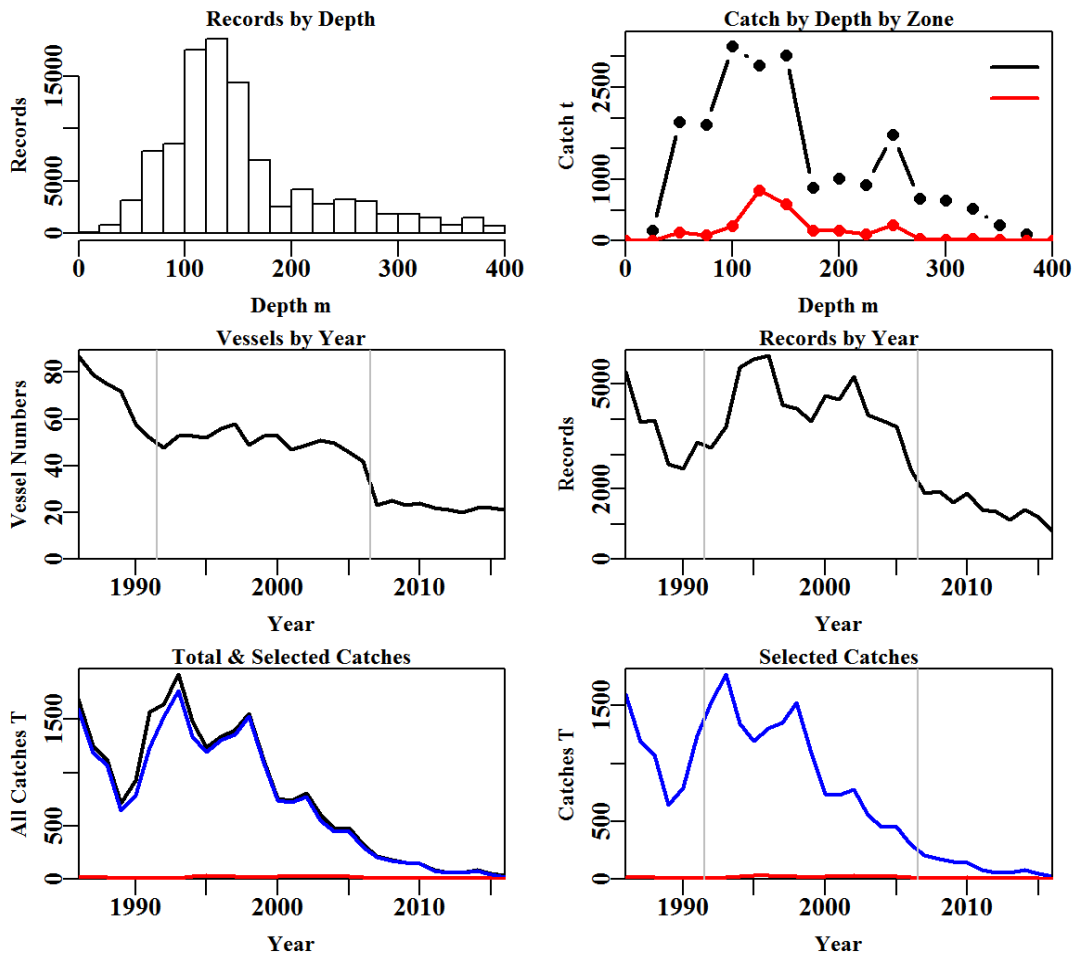 Records by Depth
Records
0
5000
15000
0
100
200
300
400
Depth m
Catch by Depth by Zone
Catch t
0
1000
2500
0
100
200
300
400
Depth m
Vessels by Year
Vessel Numbers
0
20
40
60
80
1990
2000
2010
Year
Records by Year
Records
0
2000
5000
1990
2000
2010
Year
Total & Selected Catches
All Catches T
0
500
1500
1990
2000
2010
Year
Selected Catches
Catches T
0
500
1500
1990
2000
2010
Year